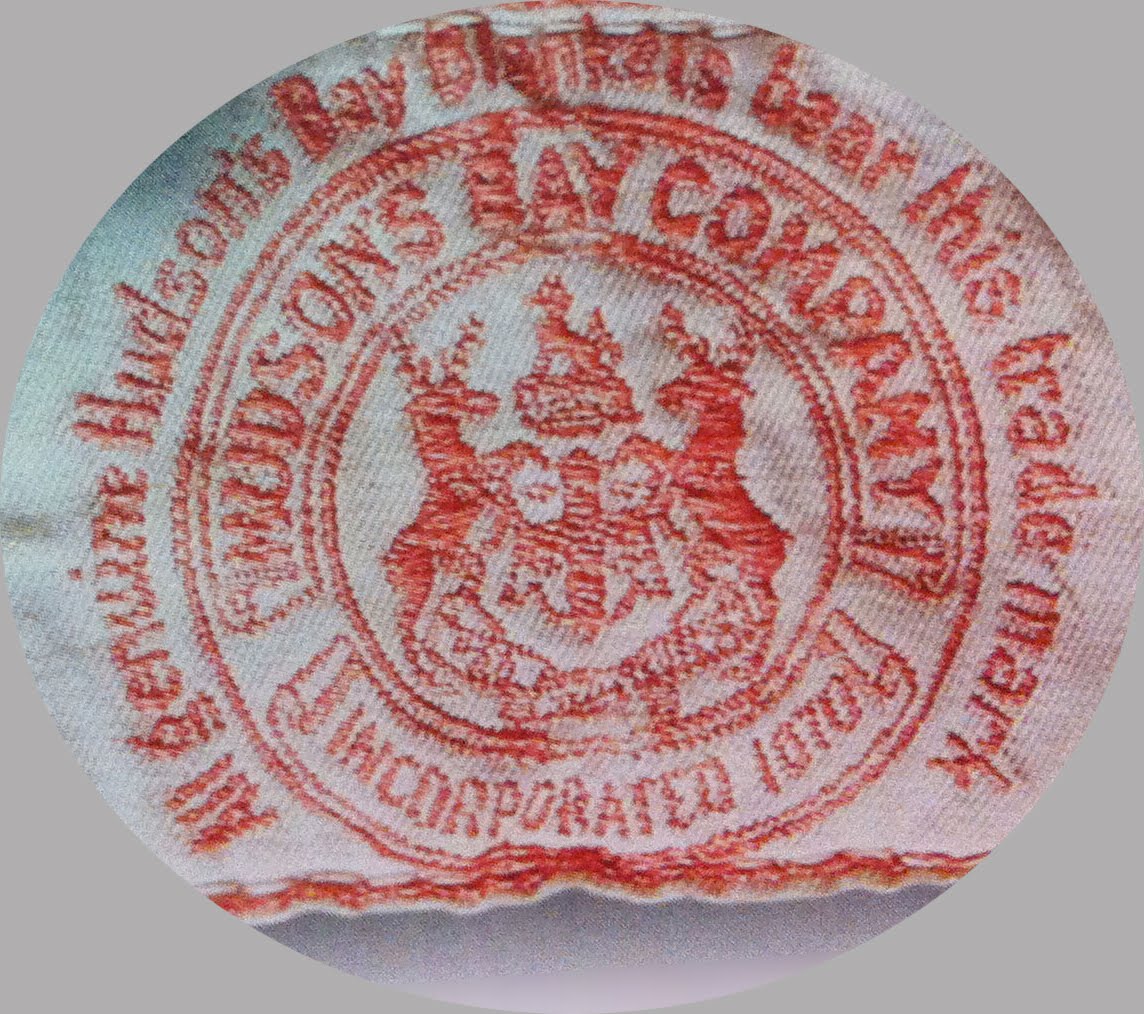 All genuine Hudson's Bay Blankets bear this trade mark
HUDSON'S BAY COMPANY
INCORPORATED 1670